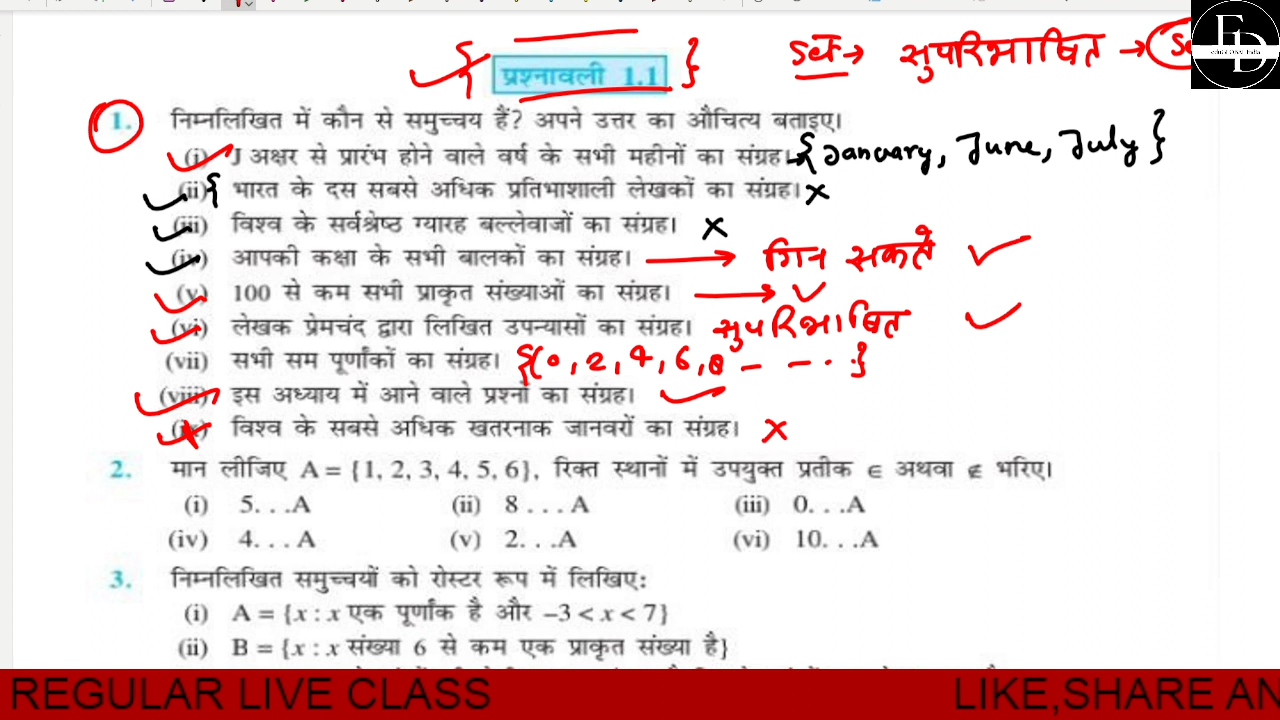 Set → सुपरिभाषित →
{ प्रश्नावली 1.1 }
1. निम्नलिखित में कौन से समुच्चय हैं? अपने उत्तर का औचित्य बताइए।
(i) J अक्षर से प्रारंभ होने वाले वर्ष के सभी महीनों का संग्रह। → {January, June, July}
(ii) { भारत के दस सबसे अधिक प्रतिभाशाली लेखकों का संग्रह। ×
(iii) विश्व के सर्वश्रेष्ठ ग्यारह बल्लेबाजों का संग्रह। ×
(iv) आपकी कक्षा के सभी बालकों का संग्रह। → गिन सकते ✓
(v) 100 से कम सभी प्राकृत संख्याओं का संग्रह। → ✓
(vi) लेखक प्रेमचंद द्वारा लिखित उपन्यासों का संग्रह। सुपरिभाषित ✓
(vii) सभी सम पूर्णांकों का संग्रह। {0, 2, 4, 6, 8 - - . . }
(viii) इस अध्याय में आने वाले प्रश्नों का संग्रह। ✓
(ix) विश्व के सबसे अधिक खतरनाक जानवरों का संग्रह। ×
2. मान लीजिए A = {1, 2, 3, 4, 5, 6}, रिक्त स्थानों में उपयुक्त प्रतीक ∈ अथवा ∉ भरिए।
(i) 5. . .A (ii) 8 . . . A (iii) 0. . .A
(iv) 4. . . A (v) 2. . .A (vi) 10. . .A
3. निम्नलिखित समुच्चयों को रोस्टर रूप में लिखिए:
(i) A = {x : x एक पूर्णांक है और –3 < x < 7}
(ii) B = {x : x संख्या 6 से कम एक प्राकृत संख्या है}
REGULAR LIVE CLASS LIKE,SHARE AN